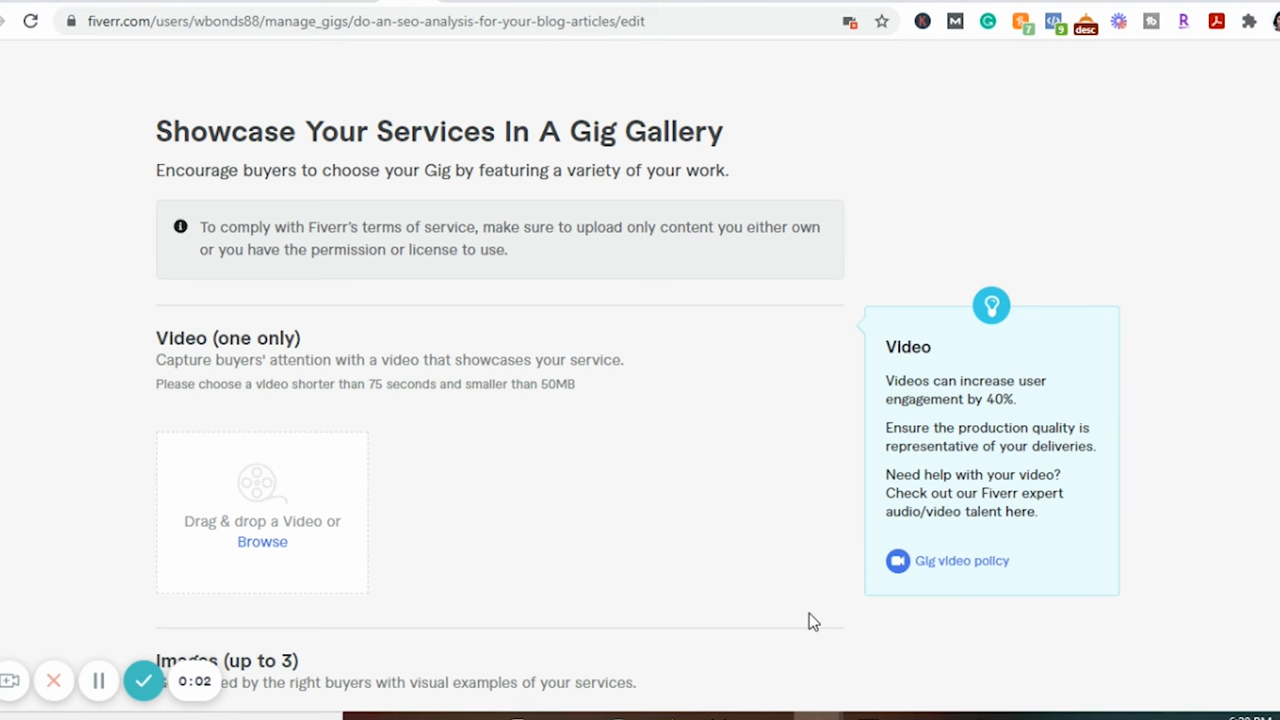 fiverr.com/users/wbonds88/manage_gigs/do-an-seo-analysis-for-your-blog-articles/edit
7
9
desc
Showcase Your Services In A Gig Gallery
Encourage buyers to choose your Gig by featuring a variety of your work.
To comply with Fiverr's terms of service, make sure to upload only content you either own
or you have the permission or license to use.
Video (one only)
Capture buyers' attention with a video that showcases your service.
Please choose a video shorter than 75 seconds and smaller than 50MB
Drag & drop a Video or
Browse
Video
Videos can increase user
engagement by 40%.
Ensure the production quality is
representative of your deliveries.
Need help with your video?
Check out our Fiverr expert
audio/video talent here.
Gig video policy
Images (up to 3)
by the right buyers with visual examples of your services.
0:02